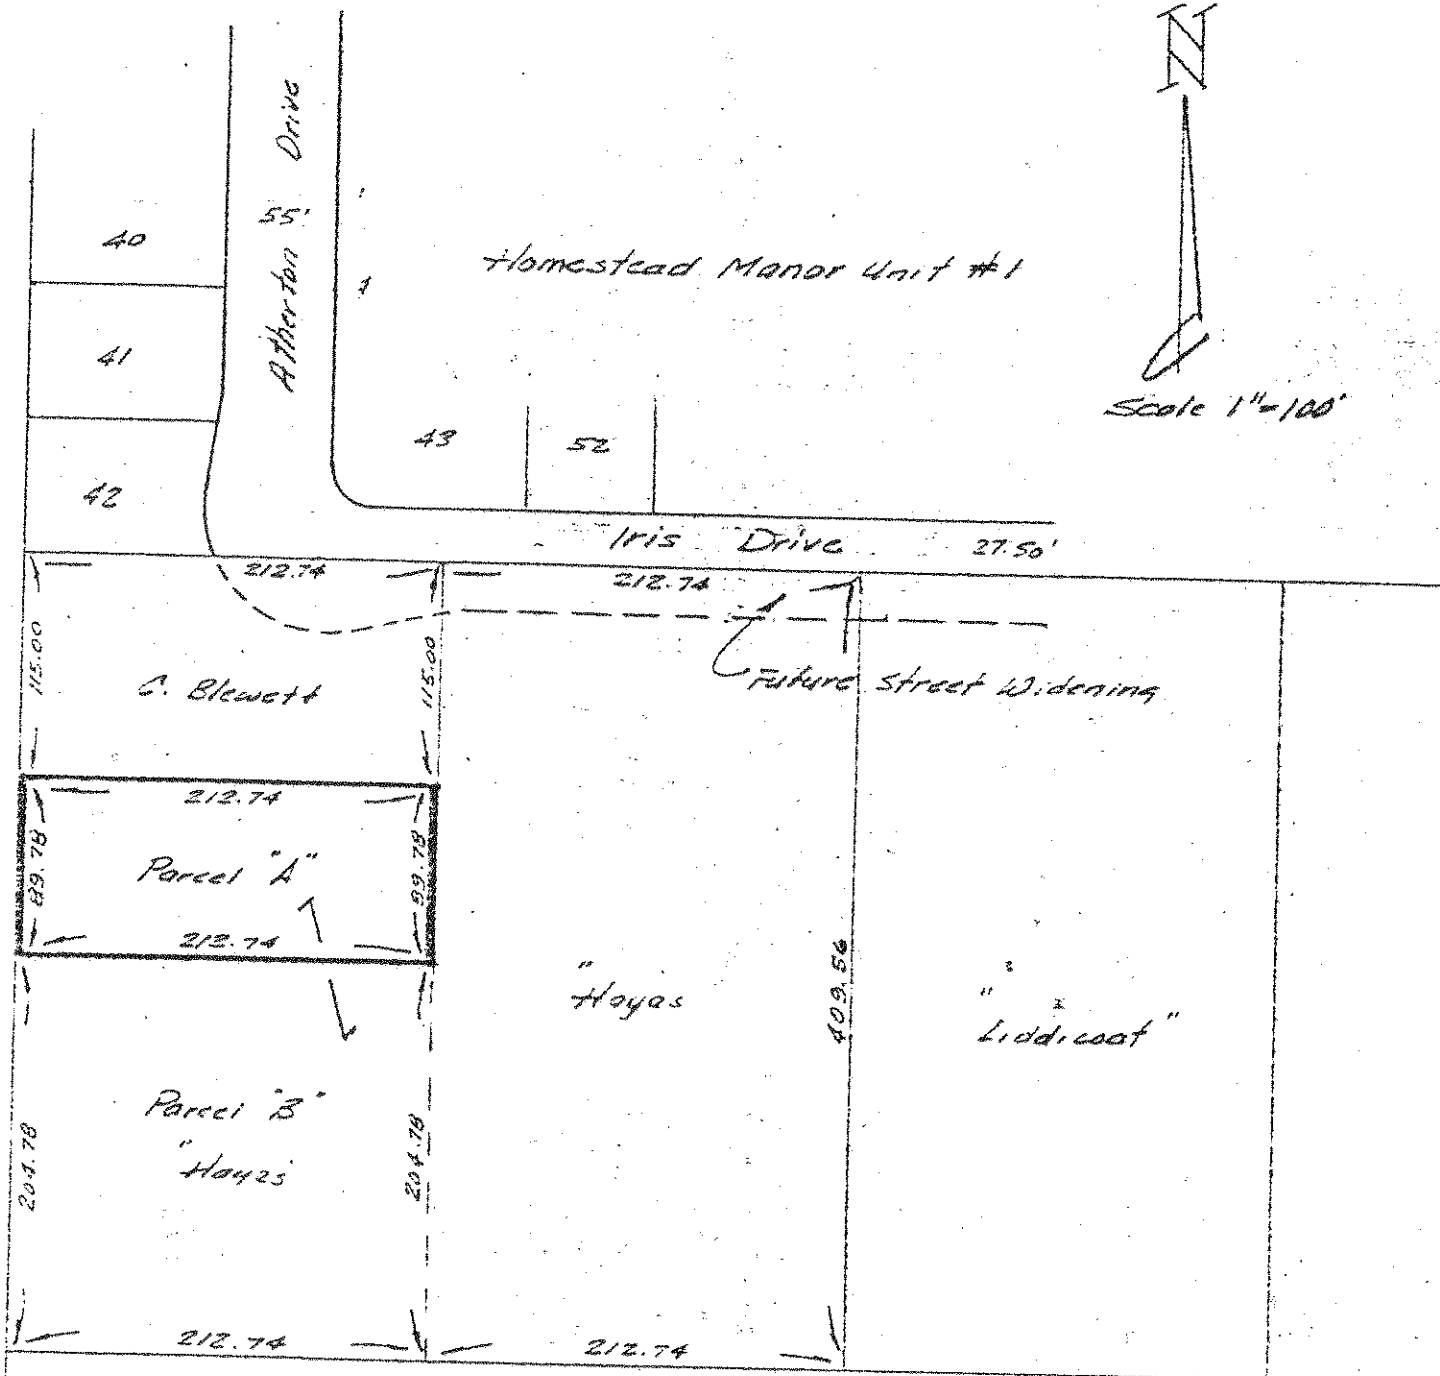 N
Atherton Drive
55'
40
41
42
1
Homestead Manor Unit #1
Scale 1"=100'
43
52
Iris Drive 27.50'
212.74
212.74
115.00
115.00
C. Blewett
Future Street Widening
212.74
89.78
89.78
Parcel "A"
212.74
"Hayes
409.56
"Liddicoat"
Parcel "B"
"Hayes
204.78
204.78
212.74
212.74